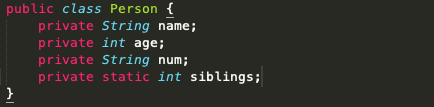 public class Person {
    private String name;
    private int age;
    private String num;
    private static int siblings;
}